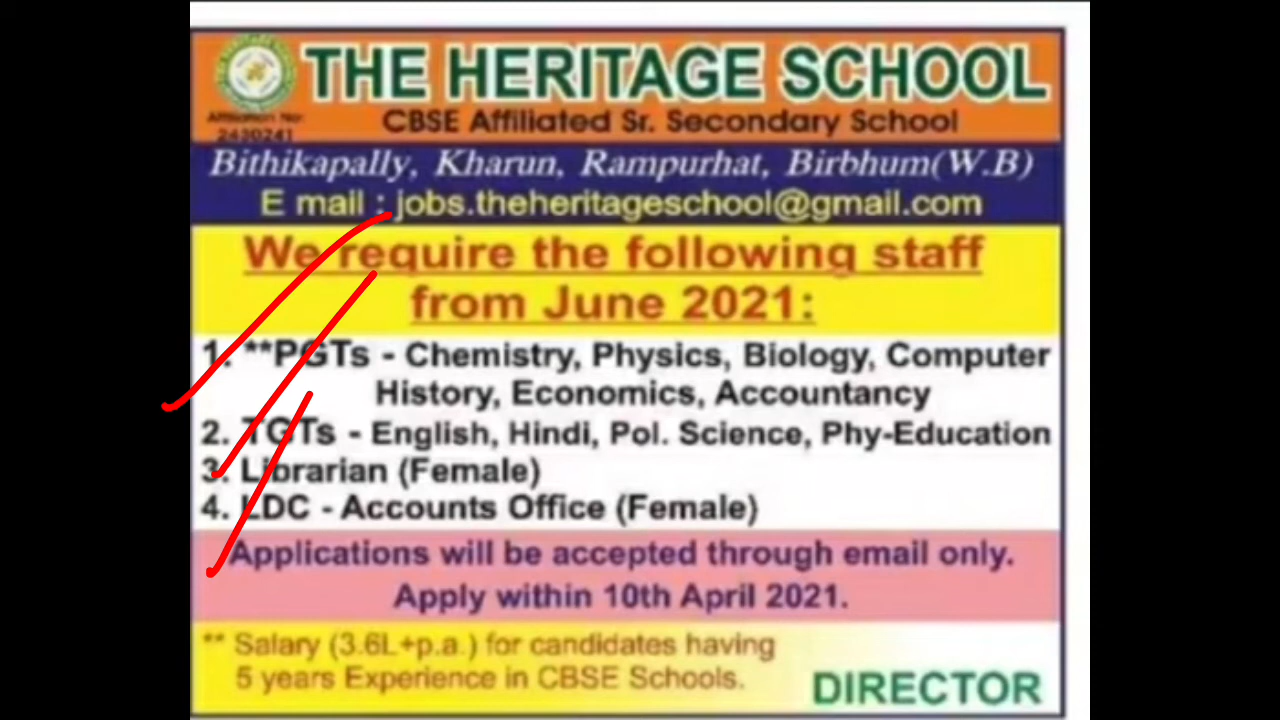 THE HERITAGE SCHOOL
Affiliation No:
2430241
CBSE Affiliated Sr. Secondary School
Bithikapally, Kharun, Rampurhat, Birbhum(W.B)
E mail : jobs.theheritageschool@gmail.com
We require the following staff
from June 2021:
1. **PGTs - Chemistry, Physics, Biology, Computer
History, Economics, Accountancy
2. TGTs - English, Hindi, Pol. Science, Phy-Education
3. Librarian (Female)
4. LDC - Accounts Office (Female)
Applications will be accepted through email only.
Apply within 10th April 2021.
** Salary (3.6L+p.a.) for candidates having
5 years Experience in CBSE Schools.
DIRECTOR